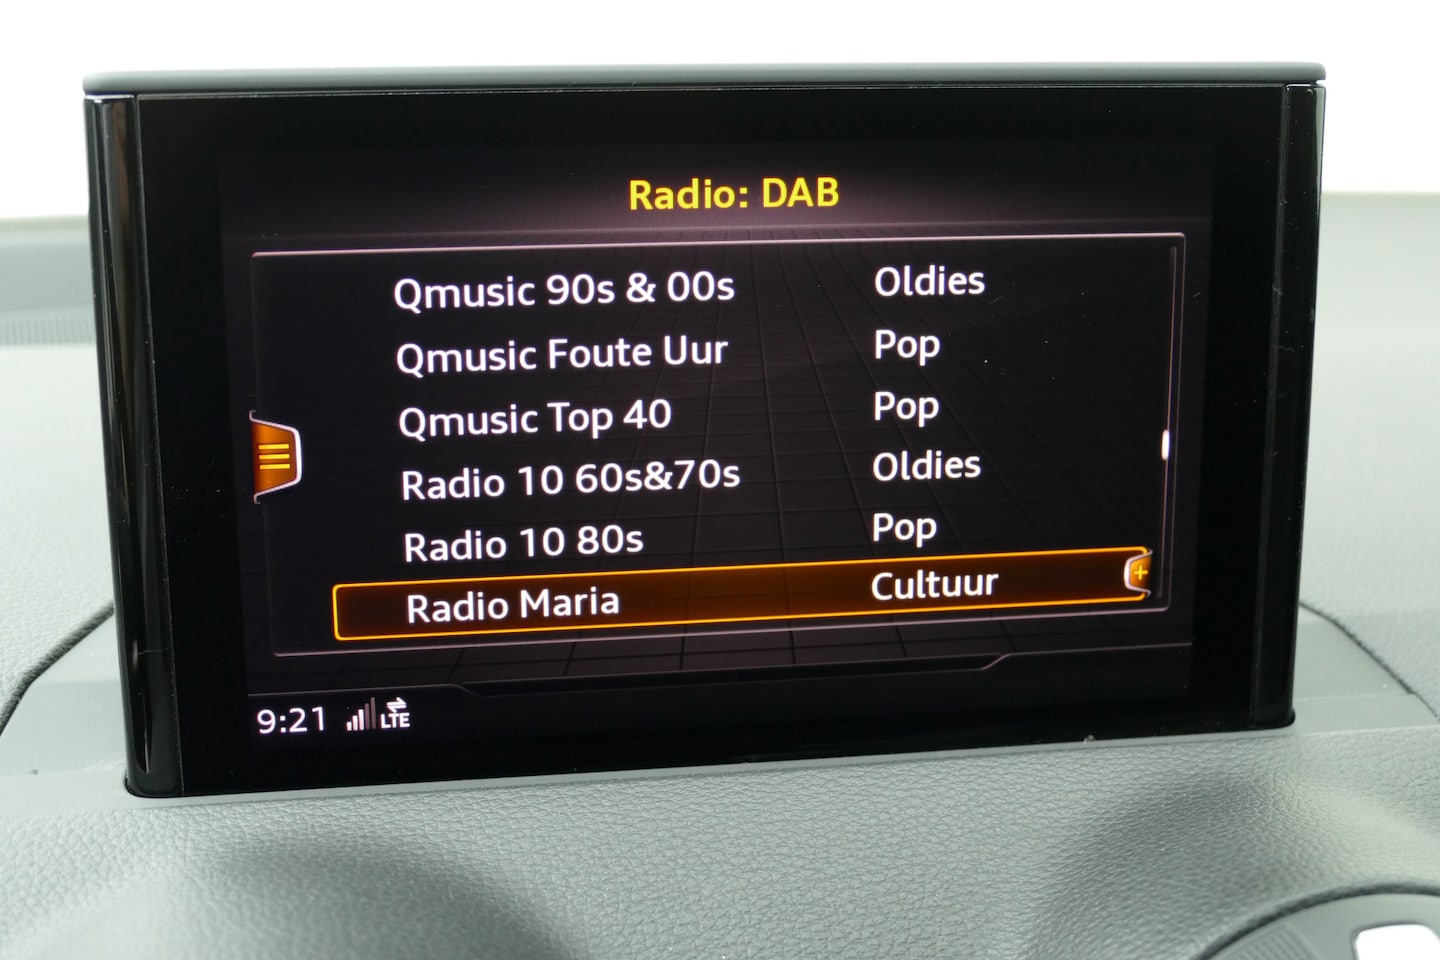 Radio: DAB
Qmusic 90s & 00s Oldies
Qmusic Foute Uur Pop
Qmusic Top 40 Pop
Radio 10 60s&70s Oldies
Radio 10 80s Pop
Radio Maria Cultuur
9:21 LTE